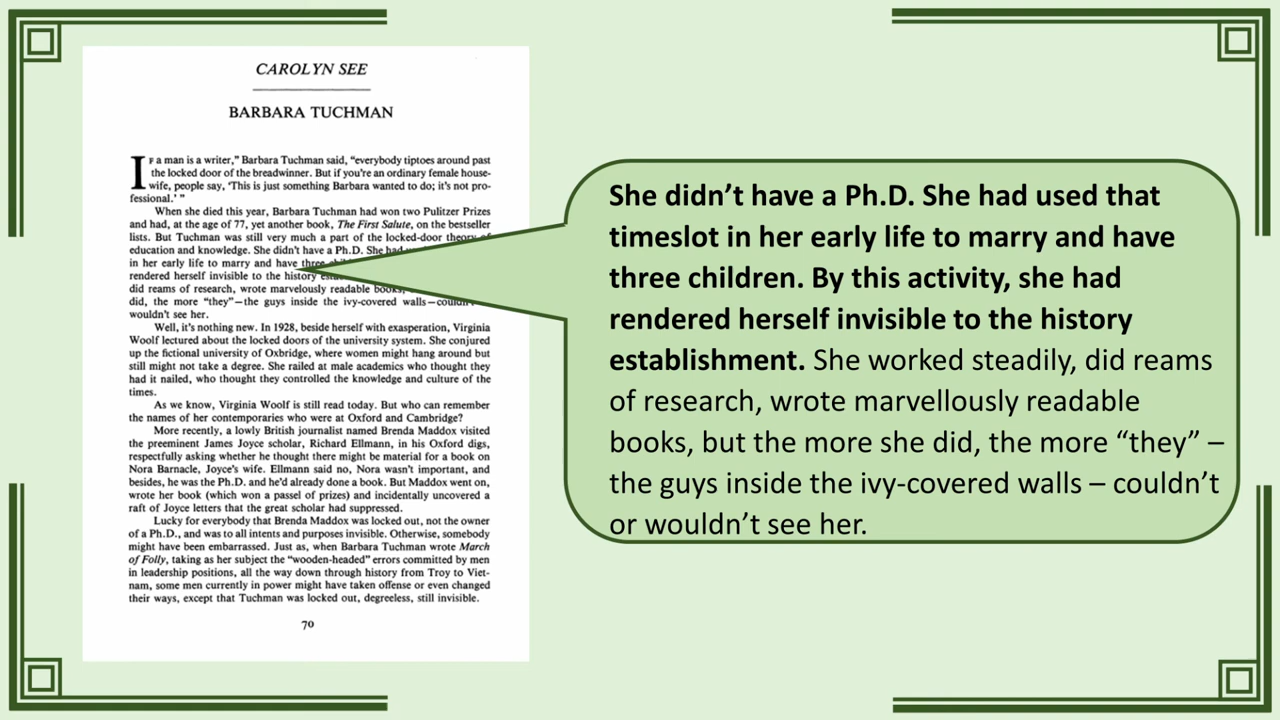 CAROLYN SEE
BARBARA TUCHMAN
IF a man is a writer,” Barbara Tuchman said, “everybody tiptoes around past
the locked door of the breadwinner. But if you're an ordinary female house-
wife, people say, ‘This is just something Barbara wanted to do; it's not pro-
fessional.’ ”
When she died this year, Barbara Tuchman had won two Pulitzer Prizes
and had, at the age of 77, yet another book, The First Salute, on the bestseller
lists. But Tuchman was still very much a part of the locked-door theory of
education and knowledge. She didn't have a Ph.D. She had
in her early life to marry and have three
rendered herself invisible to the history
did reams of research, wrote marvelously readable books,
did, the more “they”—the guys inside the ivy-covered walls—couldn't
wouldn't see her.
Well, it's nothing new. In 1928, beside herself with exasperation, Virginia
Woolf lectured about the locked doors of the university system. She conjured
up the fictional university of Oxbridge, where women might hang around but
still might not take a degree. She railed at male academics who thought they
had it nailed, who thought they controlled the knowledge and culture of the
times.
As we know, Virginia Woolf is still read today. But who can remember
the names of her contemporaries who were at Oxford and Cambridge?
More recently, a lowly British journalist named Brenda Maddox visited
the preeminent James Joyce scholar, Richard Ellmann, in his Oxford digs,
respectfully asking whether he thought there might be material for a book on
Nora Barnacle, Joyce's wife. Ellmann said no, Nora wasn't important, and
besides, he was the Ph.D. and he'd already done a book. But Maddox went on,
wrote her book (which won a passel of prizes) and incidentally uncovered a
raft of Joyce letters that the great scholar had suppressed.
Lucky for everybody that Brenda Maddox was locked out, not the owner
of a Ph.D., and was to all intents and purposes invisible. Otherwise, somebody
might have been embarrassed. Just as, when Barbara Tuchman wrote March
of Folly, taking as her subject the “wooden-headed” errors committed by men
in leadership positions, all the way down through history from Troy to Viet-
nam, some men currently in power might have taken offense or even changed
their ways, except that Tuchman was locked out, degreeless, still invisible.
70
She didn’t have a Ph.D. She had used that
timeslot in her early life to marry and have
three children. By this activity, she had
rendered herself invisible to the history
establishment. She worked steadily, did reams
of research, wrote marvellously readable
books, but the more she did, the more “they” –
the guys inside the ivy-covered walls – couldn’t
or wouldn’t see her.